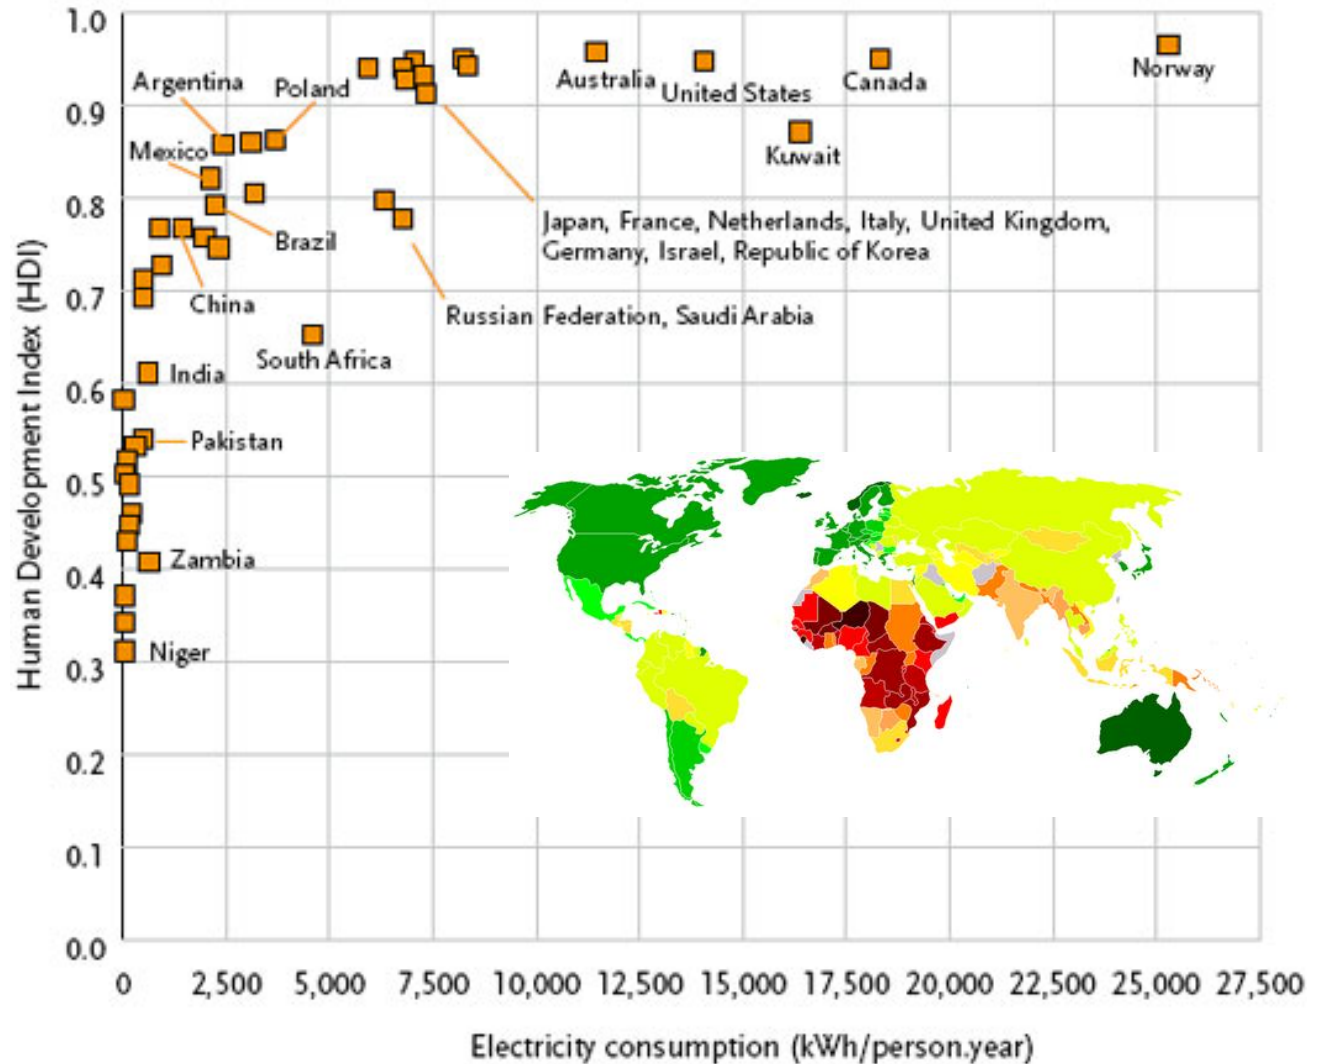 1.0
0.9
0.8
0.7
0.6
0.5
0.4
0.3
0.2
0.1
0.0
Human Development Index (HDI)
Argentina
Poland
Mexico
Brazil
China
Australia
United States
Canada
Norway
Kuwait
Japan, France, Netherlands, Italy, United Kingdom,
Germany, Israel, Republic of Korea
Russian Federation, Saudi Arabia
South Africa
India
Pakistan
Zambia
Niger
0 2,500 5,000 7,500 10,000 12,500 15,000 17,500 20,000 22,500 25,000 27,500
Electricity consumption (kWh/person.year)